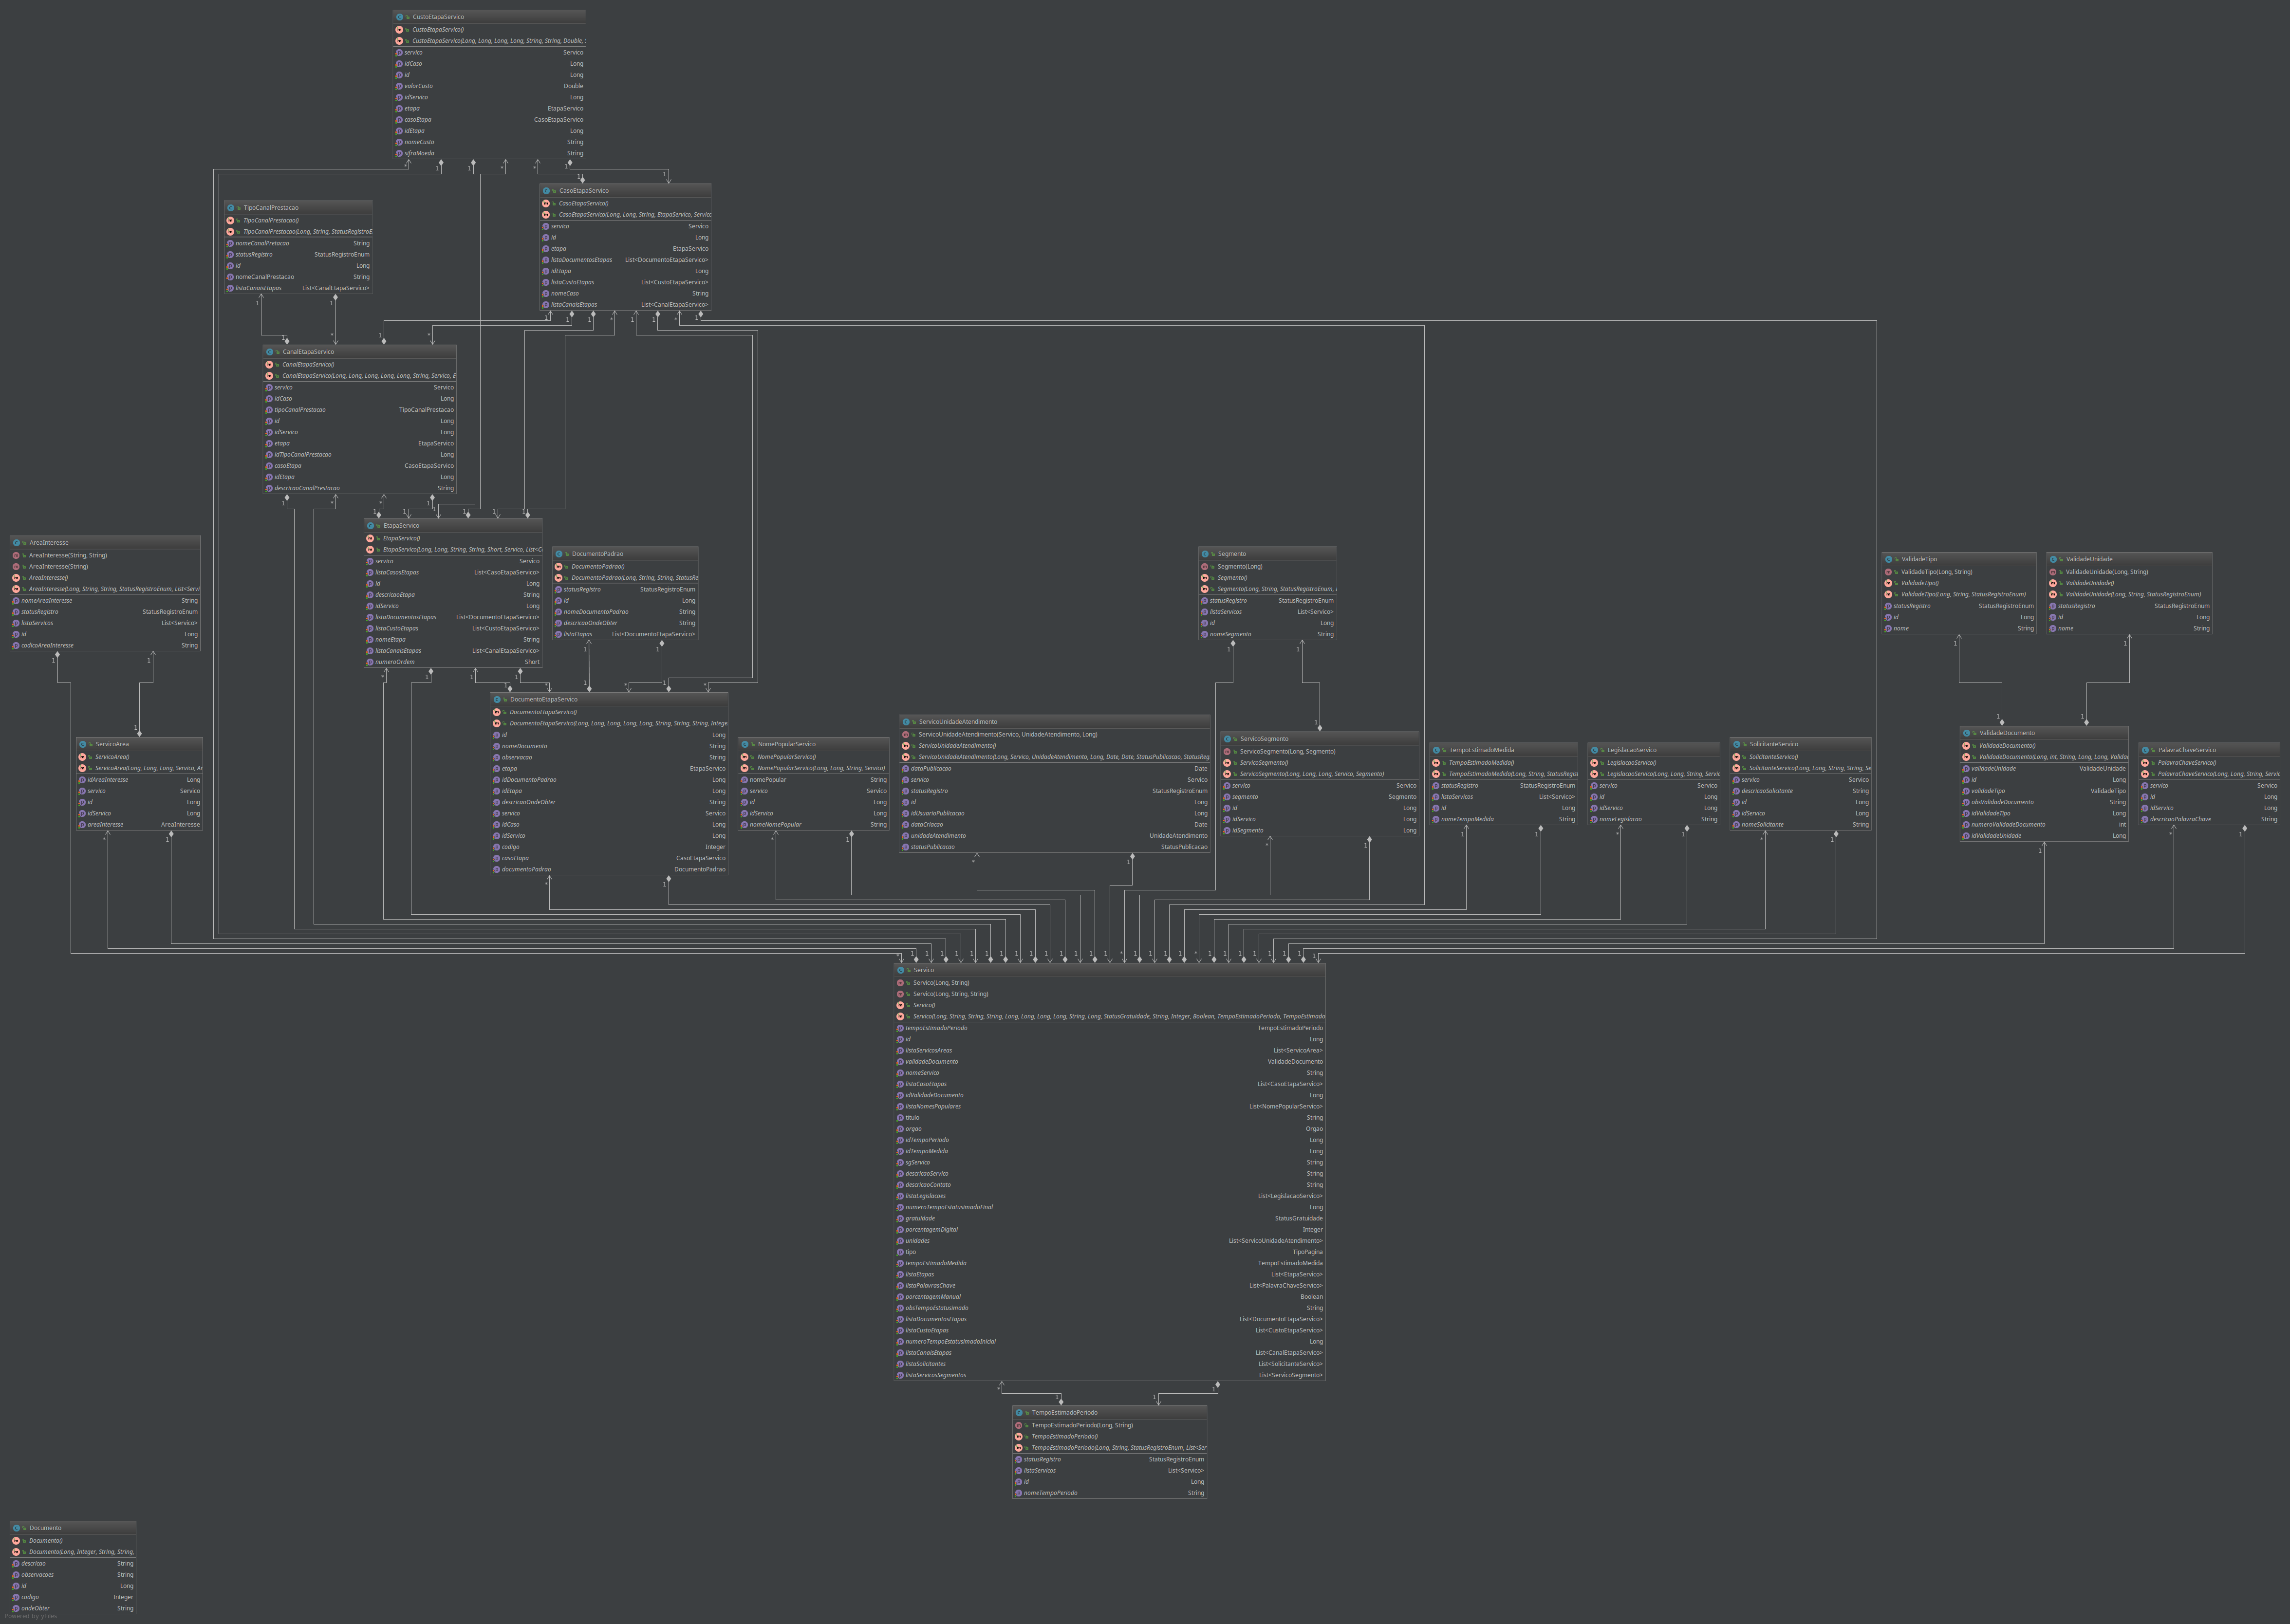 CustoEtapaServico
CustoEtapaServico()
CustoEtapaServico(Long, Long, Long, Long, String, String, Double, 
servico Servico
idCaso Long
id Long
valorCusto Double
idServico Long
etapa EtapaServico
casoEtapa CasoEtapaServico
idEtapa Long
nomeCusto String
sifraMoeda String
CasoEtapaServico
CasoEtapaServico()
CasoEtapaServico(Long, Long, String, EtapaServico, Servico
servico Servico
id Long
etapa EtapaServico
listaDocumentosEtapas List<DocumentoEtapaServico>
idEtapa Long
listaCustoEtapas List<CustoEtapaServico>
nomeCaso String
listaCanaisEtapas List<CanalEtapaServico>
TipoCanalPrestacao
TipoCanalPrestacao()
TipoCanalPrestacao(Long, String, StatusRegistroE
nomeCanalPretacao String
statusRegistro StatusRegistroEnum
id Long
nomeCanalPrestacao String
listaCanaisEtapas List<CanalEtapaServico>
CanalEtapaServico
CanalEtapaServico()
CanalEtapaServico(Long, Long, Long, Long, Long, String, Servico, E
servico Servico
idCaso Long
tipoCanalPrestacao TipoCanalPrestacao
id Long
idServico Long
etapa EtapaServico
idTipoCanalPrestacao Long
casoEtapa CasoEtapaServico
idEtapa Long
descricaoCanalPrestacao String
EtapaServico
EtapaServico()
EtapaServico(Long, Long, String, String, Short, Servico, List<C
servico Servico
listaCasosEtapas List<CasoEtapaServico>
id Long
descricaoEtapa String
idServico Long
listaDocumentosEtapas List<DocumentoEtapaServico>
listaCustoEtapas List<CustoEtapaServico>
nomeEtapa String
listaCanaisEtapas List<CanalEtapaServico>
numeroOrdem Short
DocumentoPadrao
DocumentoPadrao()
DocumentoPadrao(Long, String, String, StatusRe
statusRegistro StatusRegistroEnum
id Long
nomeDocumentoPadrao String
descricaoOndeObter String
listaEtapas List<DocumentoEtapaServico>
AreaInteresse
AreaInteresse(String, String)
AreaInteresse(String)
AreaInteresse()
AreaInteresse(Long, String, String, StatusRegistroEnum, List<Servi
nomeAreaInteresse String
statusRegistro StatusRegistroEnum
listaServicos List<Servico>
id Long
codicoAreaInteresse String
Segmento
Segmento(Long)
Segmento()
Segmento(Long, String, StatusRegistroEnum,
statusRegistro StatusRegistroEnum
listaServicos List<Servico>
id Long
nomeSegmento String
ValidadeTipo
ValidadeTipo(Long, String)
ValidadeTipo()
ValidadeTipo(Long, String, StatusRegistroEnum)
statusRegistro StatusRegistroEnum
id Long
nome String
ValidadeUnidade
ValidadeUnidade(Long, String)
ValidadeUnidade()
ValidadeUnidade(Long, String, StatusRegistroEnum)
statusRegistro StatusRegistroEnum
id Long
nome String
ServicoArea
ServicoArea()
ServicoArea(Long, Long, Long, Servico, Ar
idAreaInteresse Long
servico Servico
id Long
idServico Long
areaInteresse AreaInteresse
DocumentoEtapaServico
DocumentoEtapaServico()
DocumentoEtapaServico(Long, Long, Long, Long, Long, String, String, String, Intege
id Long
nomeDocumento String
observacao String
etapa EtapaServico
idDocumentoPadrao Long
idEtapa Long
descricaoOndeObter String
servico Servico
idCaso Long
idServico Long
codigo Integer
casoEtapa CasoEtapaServico
documentoPadrao DocumentoPadrao
NomePopularServico
NomePopularServico()
NomePopularServico(Long, Long, String, Servico)
nomePopular String
servico Servico
id Long
idServico Long
nomeNomePopular String
ServicoUnidadeAtendimento
ServicoUnidadeAtendimento(Servico, UnidadeAtendimento, Long)
ServicoUnidadeAtendimento()
ServicoUnidadeAtendimento(Long, Servico, UnidadeAtendimento, Long, Date, Date, StatusPublicacao, StatusReg
dataPublicacao Date
servico Servico
statusRegistro StatusRegistroEnum
id Long
idUsuarioPublicacao Long
dataCriacao Date
unidadeAtendimento UnidadeAtendimento
statusPublicacao StatusPublicacao
ServicoSegmento
ServicoSegmento(Long, Segmento)
ServicoSegmento()
ServicoSegmento(Long, Long, Long, Servico, Segmento)
servico Servico
segmento Segmento
id Long
idServico Long
idSegmento Long
TempoEstimadoMedida
TempoEstimadoMedida()
TempoEstimadoMedida(Long, String, StatusRegis
statusRegistro StatusRegistroEnum
listaServicos List<Servico>
id Long
nomeTempoMedida String
LegislacaoServico
LegislacaoServico()
LegislacaoServico(Long, Long, String, Servic
servico Servico
id Long
idServico Long
nomeLegislacao String
SolicitanteServico
SolicitanteServico()
SolicitanteServico(Long, Long, String, String, Se
servico Servico
descricaoSolicitante String
id Long
idServico Long
nomeSolicitante String
ValidadeDocumento
ValidadeDocumento()
ValidadeDocumento(Long, int, String, Long, Long, Validad
validadeUnidade ValidadeUnidade
id Long
validadeTipo ValidadeTipo
obsValidadeDocumento String
idValidadeTipo Long
numeroValidadeDocumento int
idValidadeUnidade Long
PalavraChaveServico
PalavraChaveServico()
PalavraChaveServico(Long, Long, String, Servic
servico Servico
id Long
idServico Long
descricaoPalavraChave String
Servico
Servico(Long, String)
Servico(Long, String, String)
Servico()
Servico(Long, String, String, String, Long, Long, Long, Long, String, Long, StatusGratuidade, String, Integer, Boolean, TempoEstimadoPeriodo, TempoEstimado
tempoEstimadoPeriodo TempoEstimadoPeriodo
id Long
listaServicosAreas List<ServicoArea>
validadeDocumento ValidadeDocumento
nomeServico String
listaCasoEtapas List<CasoEtapaServico>
idValidadeDocumento Long
listaNomesPopulares List<NomePopularServico>
titulo String
orgao Orgao
idTempoPeriodo Long
idTempoMedida Long
sgServico String
descricaoServico String
descricaoContato String
listaLegislacoes List<LegislacaoServico>
numeroTempoEstatusimadoFinal Long
gratuidade StatusGratuidade
porcentagemDigital Integer
unidades List<ServicoUnidadeAtendimento>
tipo TipoPagina
tempoEstimadoMedida TempoEstimadoMedida
listaEtapas List<EtapaServico>
listaPalavrasChave List<PalavraChaveServico>
porcentagemManual Boolean
obsTempoEstatusimado String
listaDocumentosEtapas List<DocumentoEtapaServico>
listaCustoEtapas List<CustoEtapaServico>
numeroTempoEstatusimadoInicial Long
listaCanaisEtapas List<CanalEtapaServico>
listaSolicitantes List<SolicitanteServico>
listaServicosSegmentos List<ServicoSegmento>
TempoEstimadoPeriodo
TempoEstimadoPeriodo(Long, String)
TempoEstimadoPeriodo()
TempoEstimadoPeriodo(Long, String, StatusRegistroEnum, List<Ser
statusRegistro StatusRegistroEnum
listaServicos List<Servico>
id Long
nomeTempoPeriodo String
Documento
Documento()
Documento(Long, Integer, String, String,
descricao String
observacoes String
id Long
codigo Integer
ondeObter String
Powered by yFiles